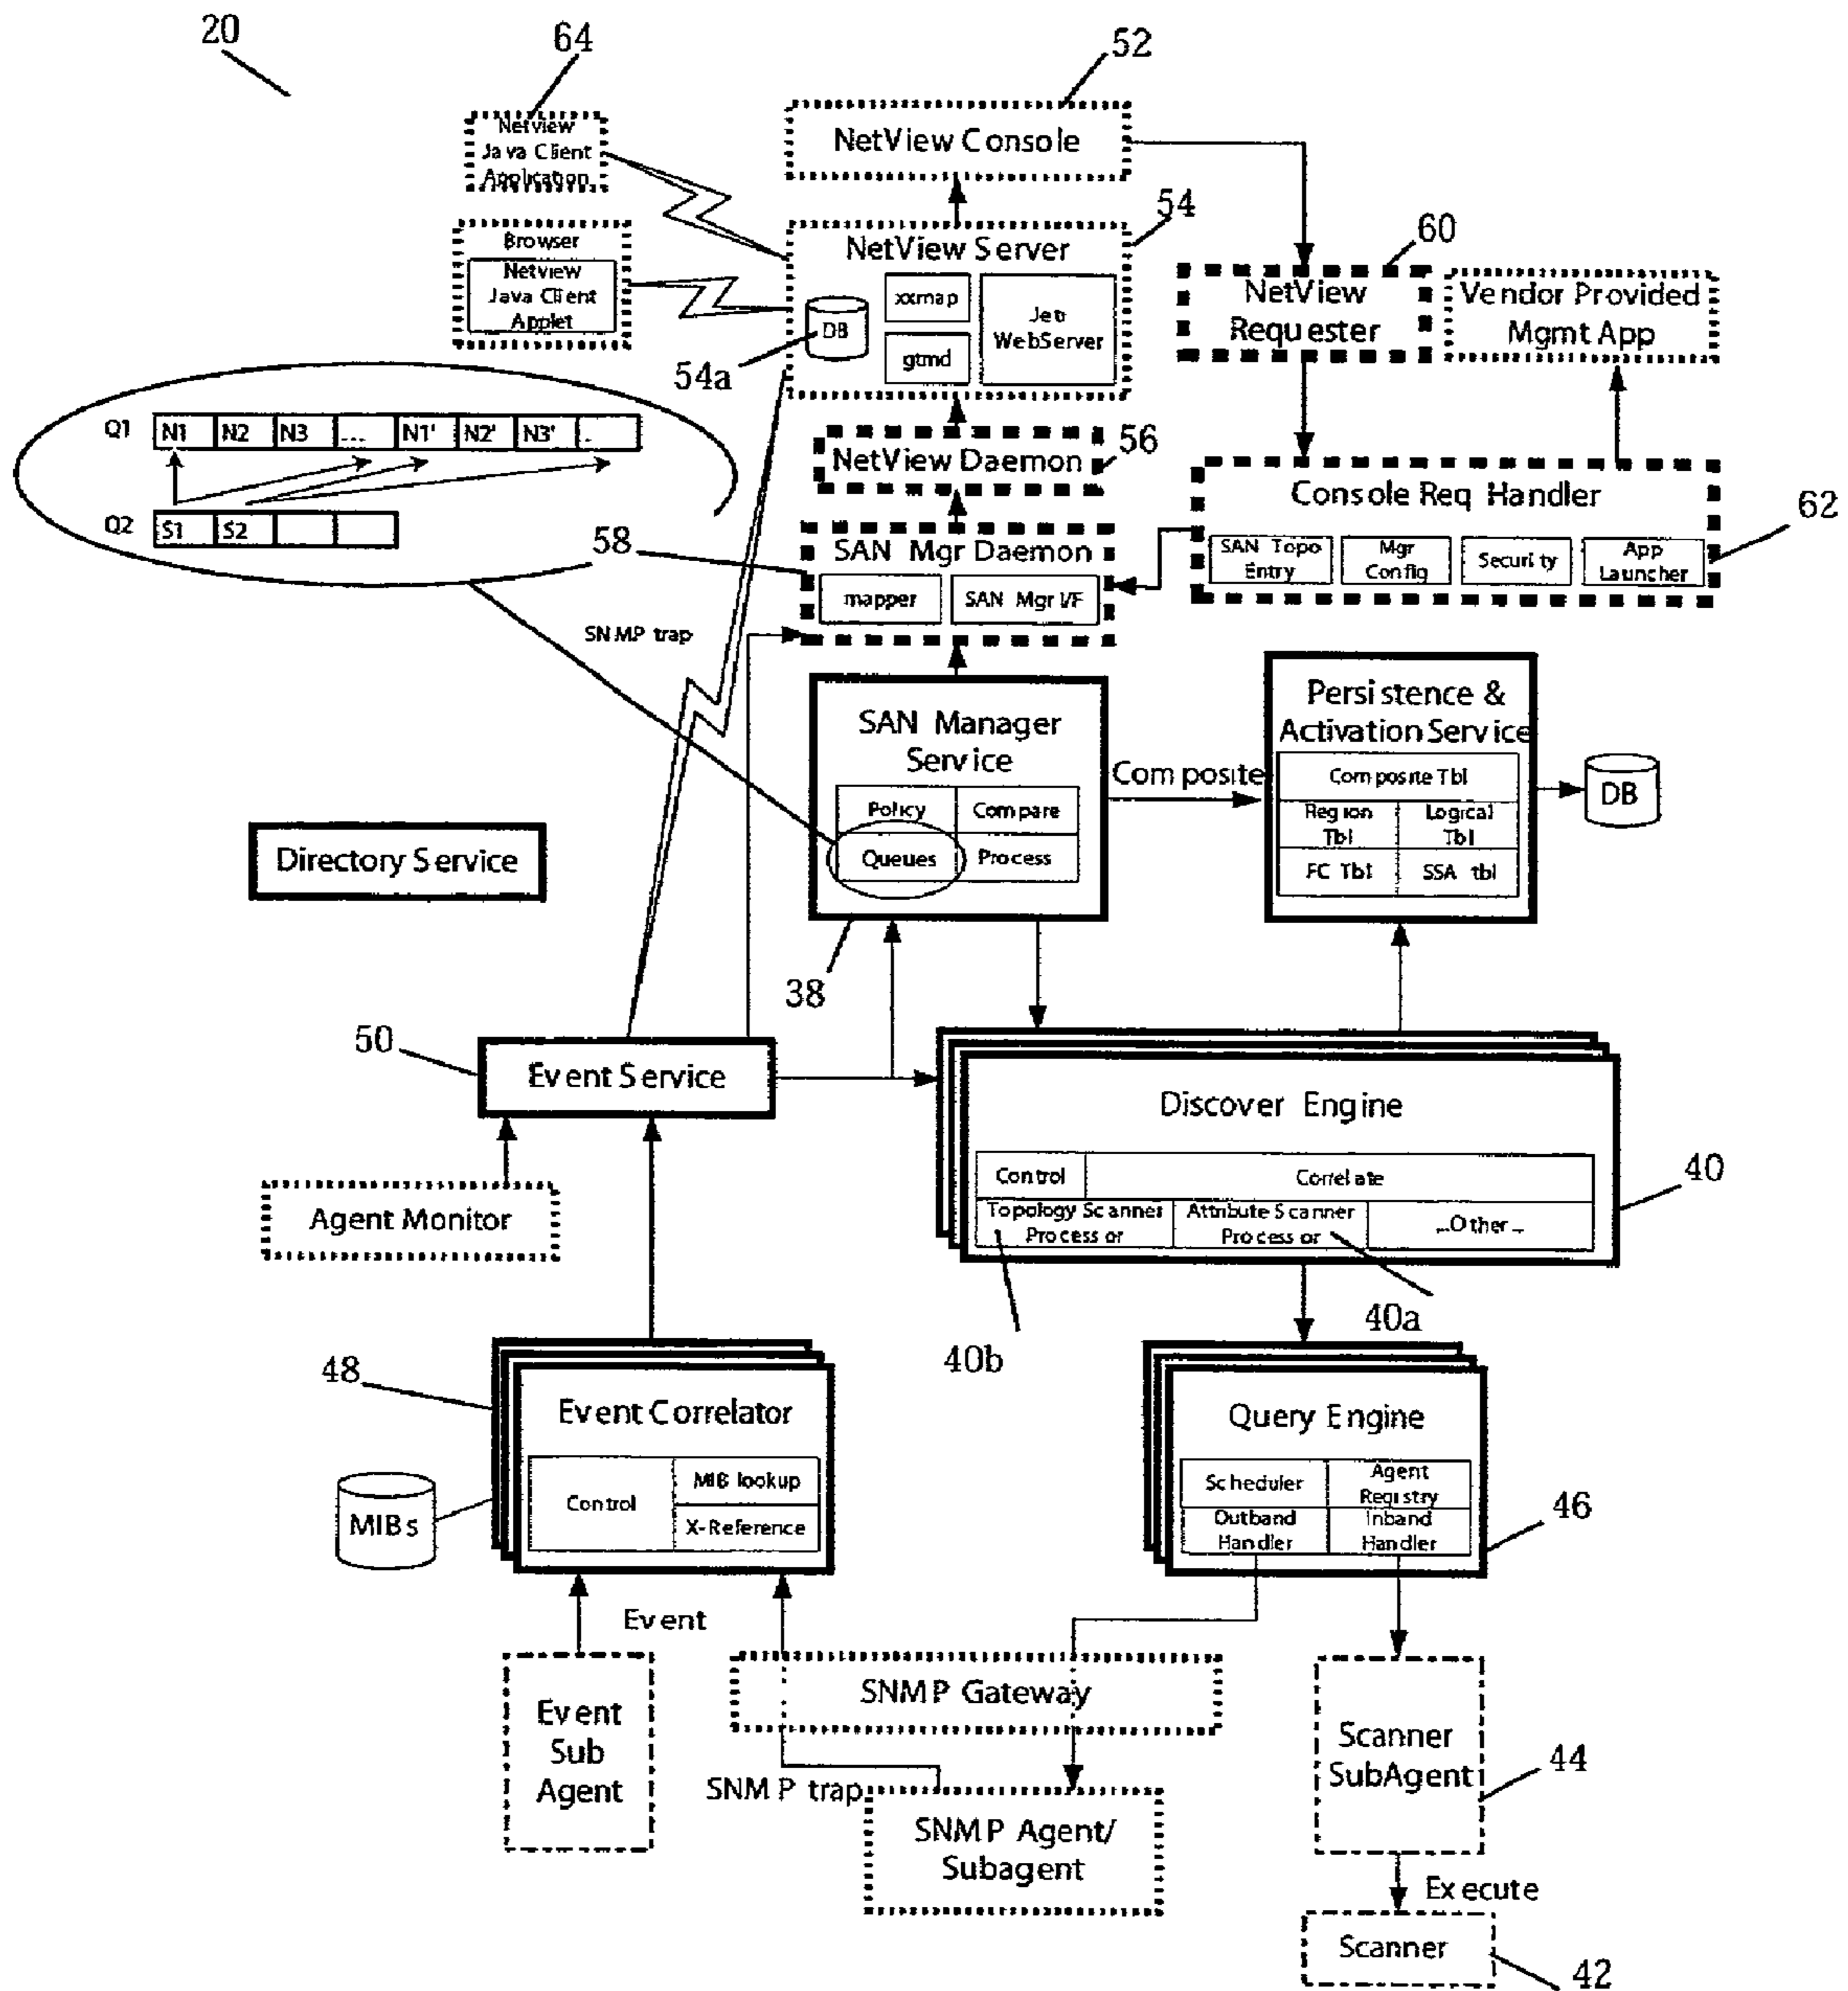 20
64
52
Netview
Java Client
Application
NetView Console
54
Browser
Netview
Java Client
Applet
NetView Server
DB
xxmap
gtmd
WebServer
54a
60
NetView
Requester
Vendor Provided
Mgmt App
Q1 N1 N2 N3 ... N1' N2' N3' ..
Q2 S1 S2
NetView Daemon
56
Console Req Handler
62
SAN Topo
Entry
Mgr
Config
Security
App
Launcher
58
SAN Mgr Daemon
mapper
SAN Mgr I/F
SNMP trap
SAN Manager
Service
Policy
Compare
Queues
Process
38
Composite
Persistence &
Activation Service
Composite Tbl
Region
Tbl
Logical
Tbl
FC Tbl
SSA tbl
DB
Directory Service
50
Event Service
Agent Monitor
Discover Engine
Control
Correlate
Topology Scanner
Processor
Attribute Scanner
Processor
...Other...
40
40a
40b
48
Event Correlator
Control
MIB lookup
X-Reference
MIBs
Query Engine
Scheduler
Agent
Registry
Outband
Handler
Inband
Handler
46
Event
Event
Sub
Agent
SNMP Gateway
SNMP trap
SNMP Agent/
Subagent
Scanner
SubAgent
44
Execute
Scanner
42